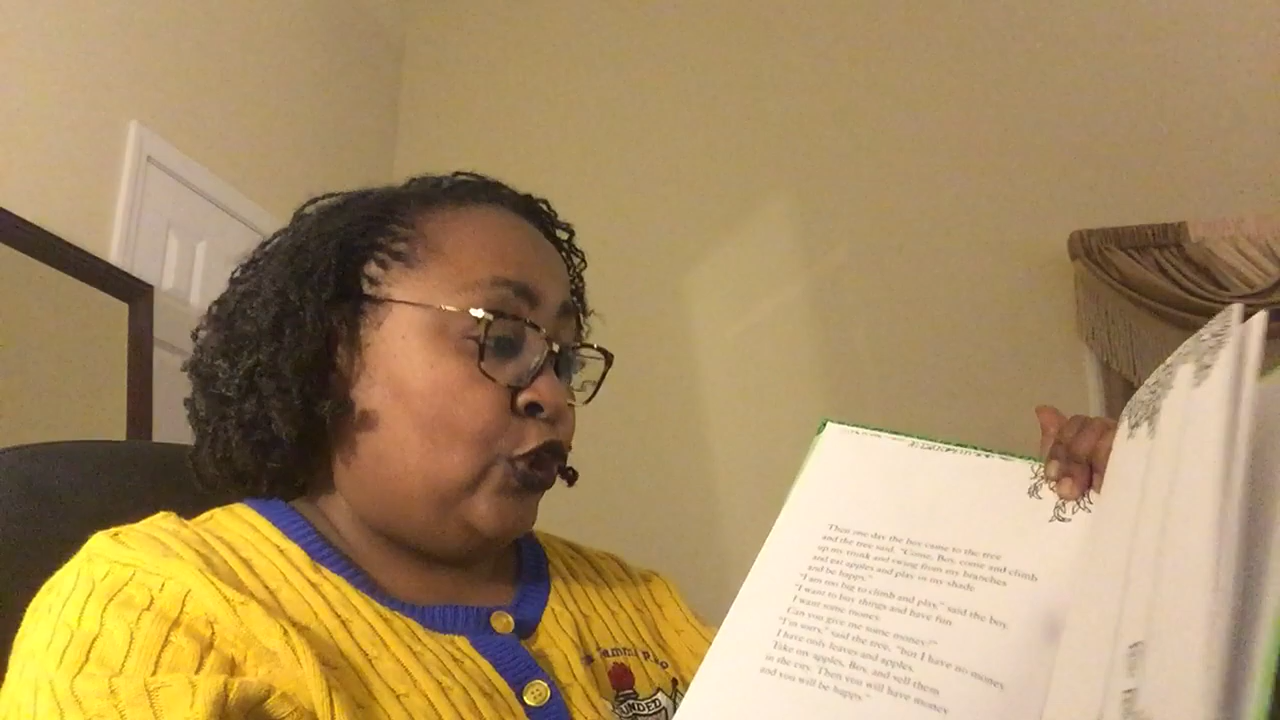 Then one day the boy came to the tree
and the tree said, "Come, Boy, come and climb
up my trunk and swing from my branches
and eat apples and play in my shade
and be happy."
"I am too big to climb and play," said the boy.
"I want to buy things and have fun.
I want some money.
Can you give me some money?"
"I'm sorry," said the tree, "but I have no money.
I have only leaves and apples.
Take my apples, Boy, and sell them
in the city. Then you will have money
and you will be happy."
UNDED